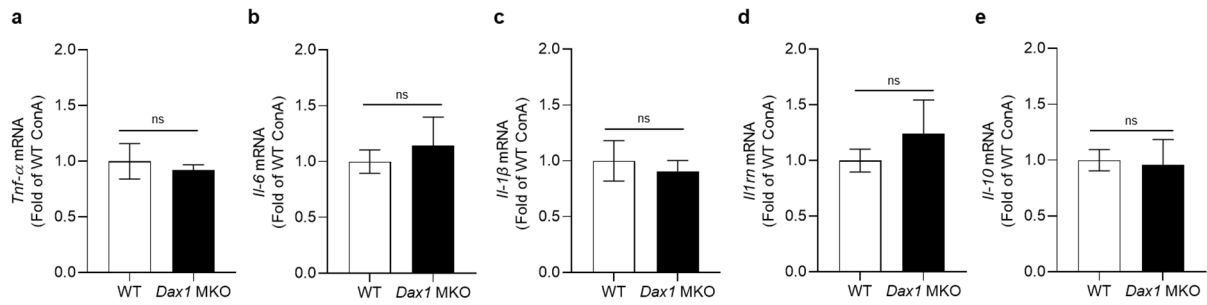 a
Tnf-α mRNA
(Fold of WT ConA)
2.0
1.5
1.0
0.5
0.0
ns
WT Dax1 MKO
b
Il-6 mRNA
(Fold of WT ConA)
2.0
1.5
1.0
0.5
0.0
ns
WT Dax1 MKO
c
Il-1β mRNA
(Fold of WT ConA)
2.0
1.5
1.0
0.5
0.0
ns
WT Dax1 MKO
d
Il1rn mRNA
(Fold of WT ConA)
2.0
1.5
1.0
0.5
0.0
ns
WT Dax1 MKO
e
Il-10 mRNA
(Fold of WT ConA)
2.0
1.5
1.0
0.5
0.0
ns
WT Dax1 MKO